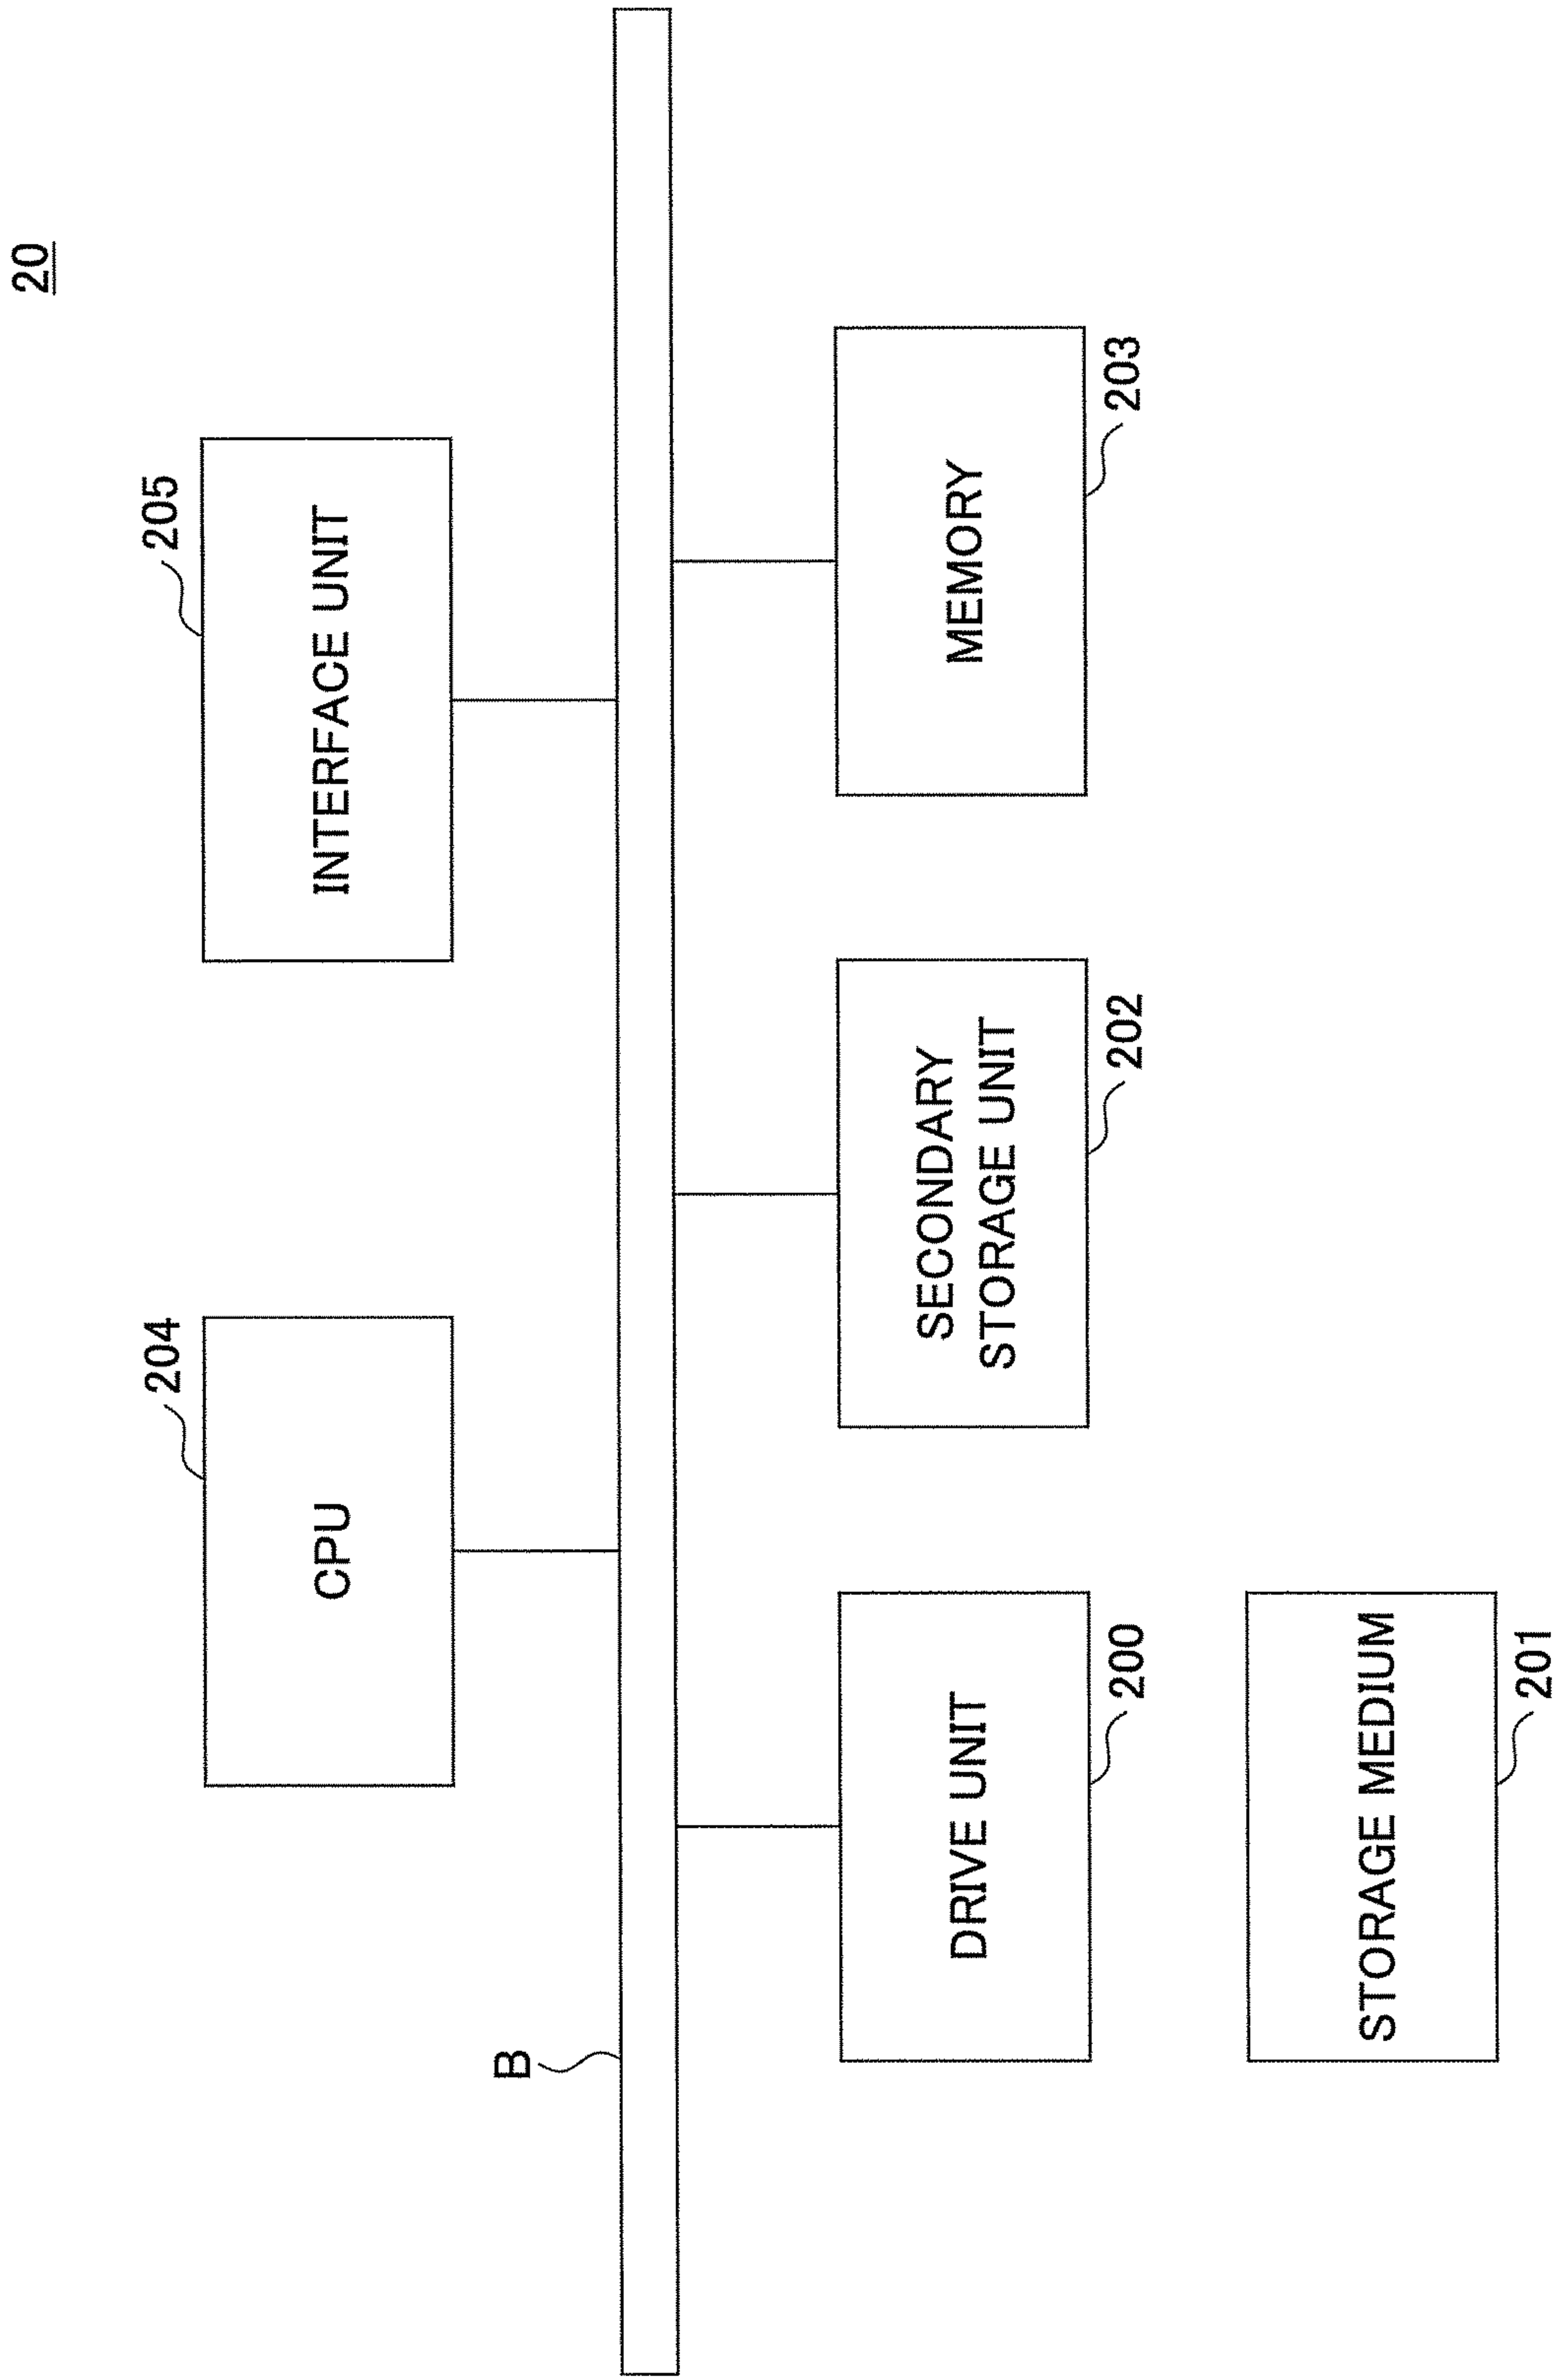 20
204
205
CPU
INTERFACE UNIT
B
DRIVE UNIT
SECONDARY
STORAGE UNIT
MEMORY
200
202
203
STORAGE MEDIUM
201